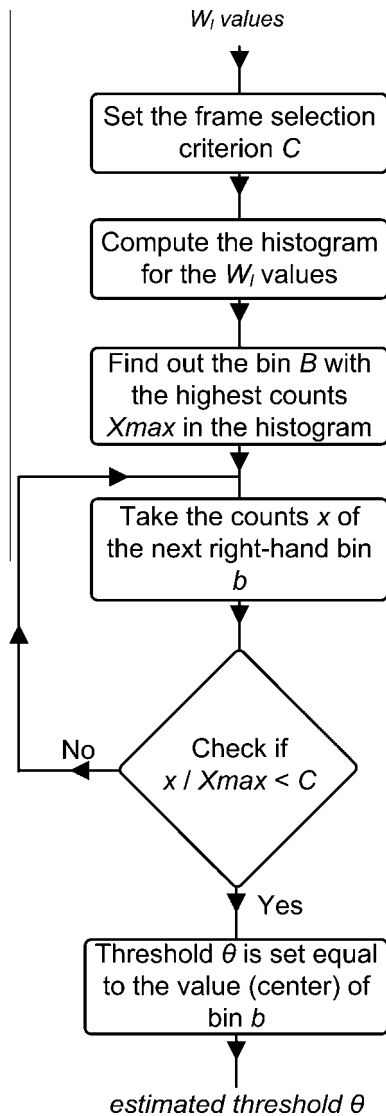 W_l values
Set the frame selection
criterion C
Compute the histogram
for the W_l values
Find out the bin B with
the highest counts
Xmax in the histogram
Take the counts x of
the next right-hand bin
b
No
Check if
x / Xmax < C
Yes
Threshold θ is set equal
to the value (center) of
bin b
estimated threshold θ